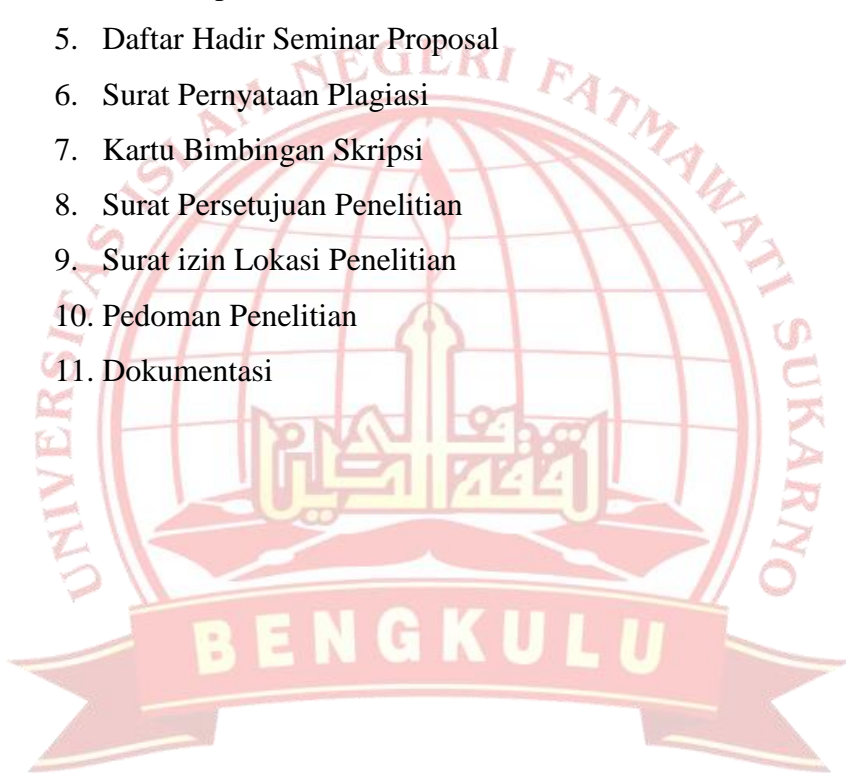 5. Daftar Hadir Seminar Proposal
6. Surat Pernyataan Plagiasi
7. Kartu Bimbingan Skripsi
8. Surat Persetujuan Penelitian
9. Surat izin Lokasi Penelitian
10. Pedoman Penelitian
11. Dokumentasi
UNIVERSITAS ISLAM NEGERI FATMAWATI SUKARNO
BENGKULU